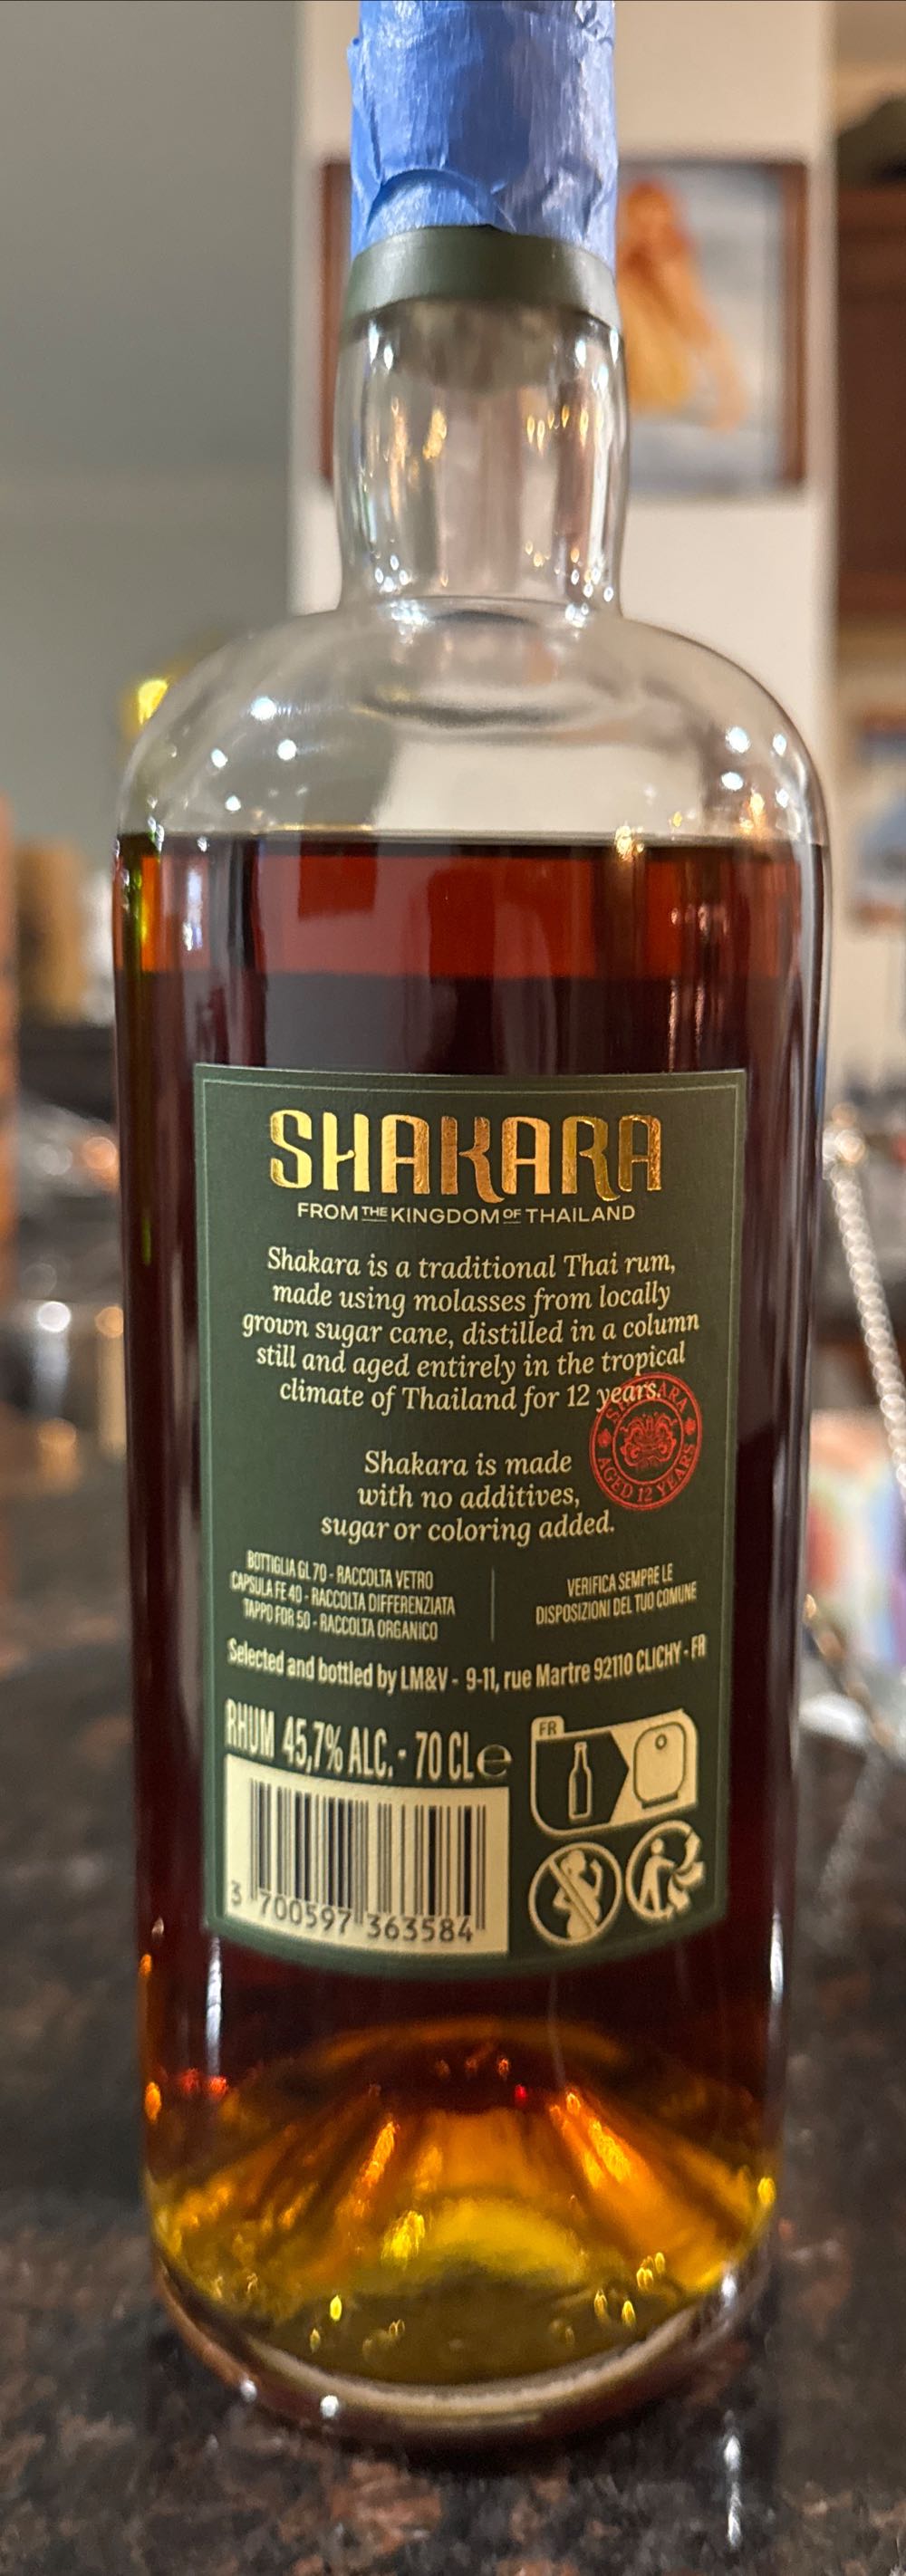 SHAKARA
FROM THE KINGDOM OF THAILAND
Shakara is a traditional Thai rum,
made using molasses from locally
grown sugar cane, distilled in a column
still and aged entirely in the tropical
climate of Thailand for 12 years.
SHAKARA
AGED 12 YEARS
Shakara is made
with no additives,
sugar or coloring added.
BOTTIGLIA GL 70 - RACCOLTA VETRO
CAPSULA FE 40 - RACCOLTA DIFFERENZIATA
TAPPO FOR 50 - RACCOLTA ORGANICO
VERIFICA SEMPRE LE
DISPOSIZIONI DEL TUO COMUNE
Selected and bottled by LM&V - 9-11, rue Martre 92110 CLICHY - FR
RHUM 45,7% ALC. - 70 CL e
FR
3 700597 363584